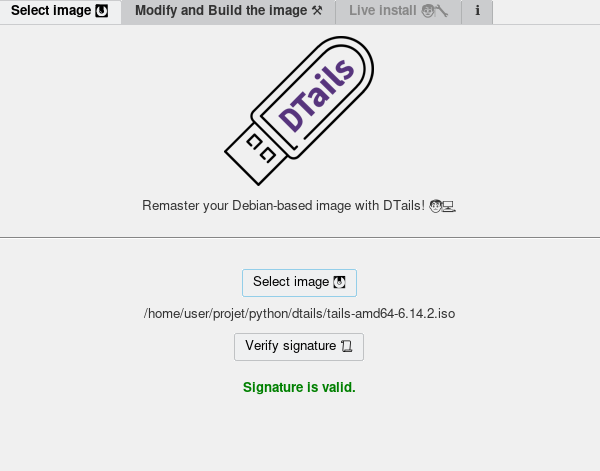 Select image
Modify and Build the image ⚒
Live install
ℹ
DTails
Remaster your Debian-based image with DTails! 🧑‍💻
Select image
/home/user/projet/python/dtails/tails-amd64-6.14.2.iso
Verify signature 📜
Signature is valid.